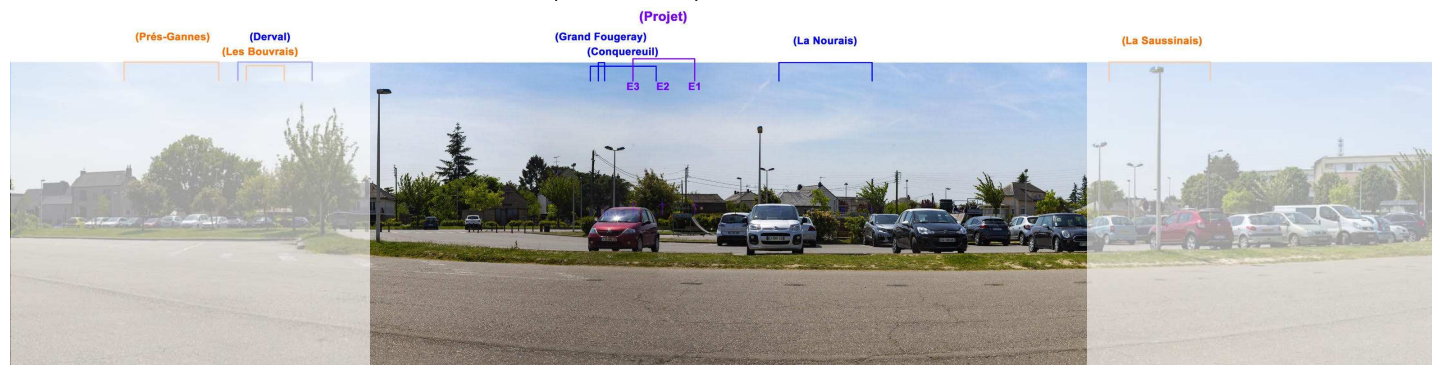 (Projet)
(Prés-Gannes)
(Derval)
(Grand Fougeray)
(La Nourais)
(La Saussinais)
(Les Bouvrais)
(Conquereuil)
E3 E2 E1